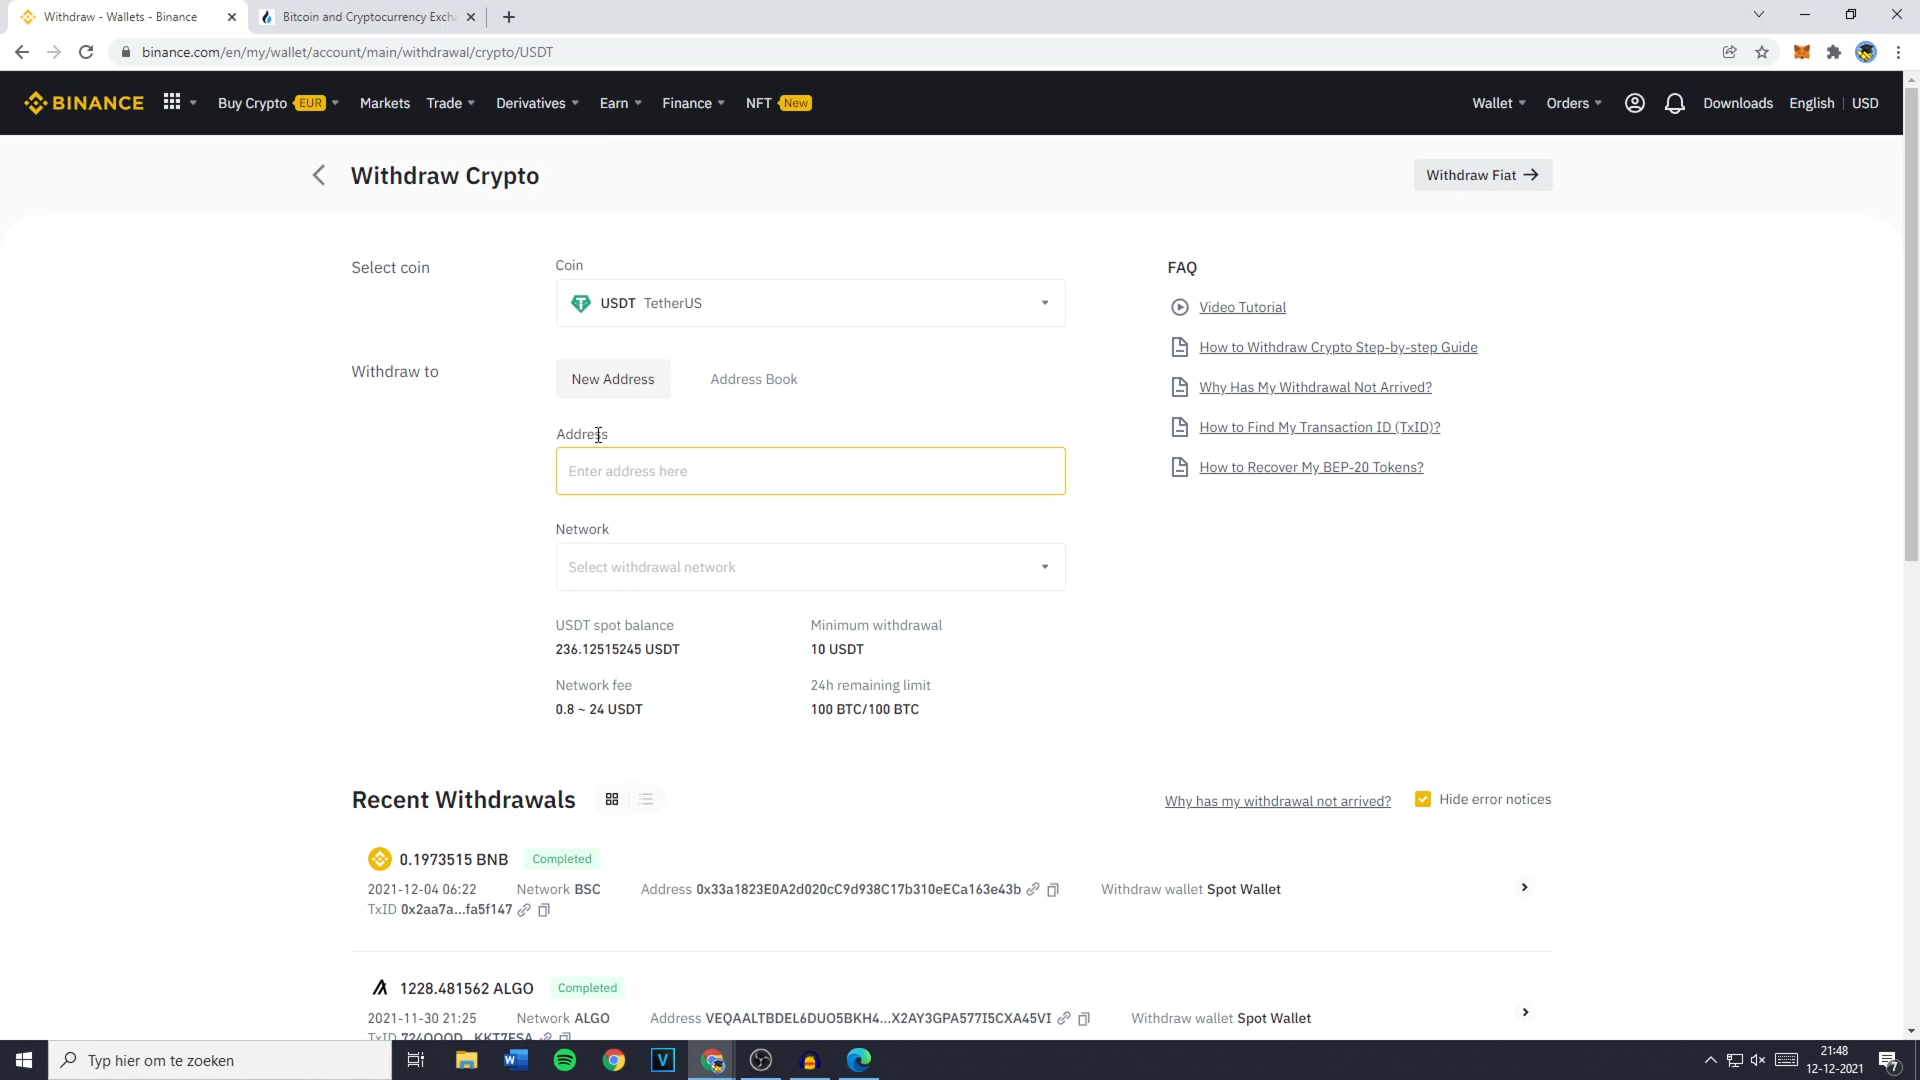 Withdraw - Wallets - Binance
Bitcoin and Cryptocurrency Excha
binance.com/en/my/wallet/account/main/withdrawal/crypto/USDT
BINANCE Buy Crypto EUR Markets Trade Derivatives Earn Finance NFT New Wallet Orders Downloads English USD
Withdraw Crypto
Withdraw Fiat
Select coin
Coin
USDT TetherUS
Withdraw to
New Address Address Book
Address
Enter address here
Network
Select withdrawal network
USDT spot balance Minimum withdrawal
236.12515245 USDT 10 USDT
Network fee 24h remaining limit
0.8 ~ 24 USDT 100 BTC/100 BTC
FAQ
Video Tutorial
How to Withdraw Crypto Step-by-step Guide
Why Has My Withdrawal Not Arrived?
How to Find My Transaction ID (TxID)?
How to Recover My BEP-20 Tokens?
Recent Withdrawals
Why has my withdrawal not arrived? Hide error notices
0.1973515 BNB Completed
2021-12-04 06:22 Network BSC Address 0x33a1823E0A2d020cC9d938C17b310eECa163e43b Withdraw wallet Spot Wallet
TxID 0x2aa7a...fa5f147
1228.481562 ALGO Completed
2021-11-30 21:25 Network ALGO Address VEQAALTBDEL6DUO5BKH4...X2AY3GPA577I5CXA45VI Withdraw wallet Spot Wallet
Typ hier om te zoeken
21:48
12-12-2021
7